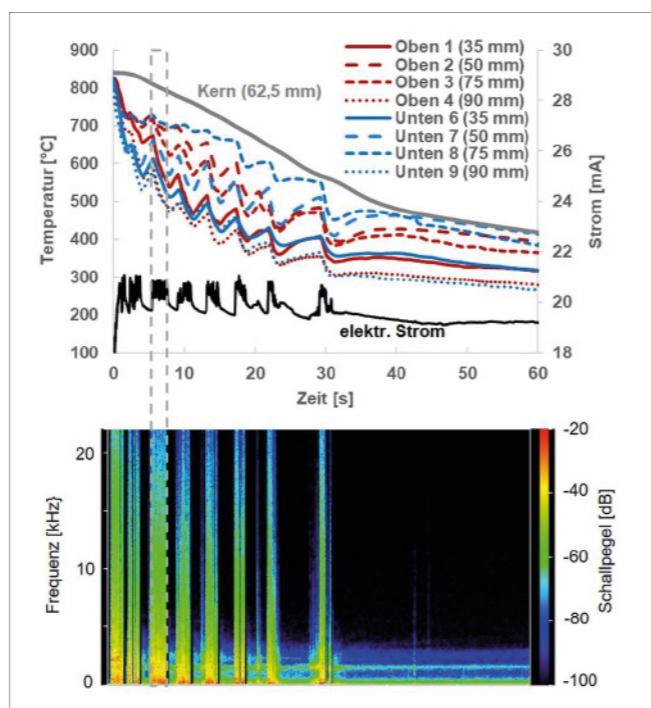 900
800
700
600
500
400
300
200
100
Temperatur [°C]
30
28
26
24
22
20
18
Strom [mA]
Kern (62,5 mm)
Oben 1 (35 mm)
Oben 2 (50 mm)
Oben 3 (75 mm)
Oben 4 (90 mm)
Unten 6 (35 mm)
Unten 7 (50 mm)
Unten 8 (75 mm)
Unten 9 (90 mm)
elektr. Strom
0 10 20 30 40 50 60
Zeit [s]
20
10
0
Frequenz [kHz}
-20
-40
-60
-80
-100
Schallpegel [dB]